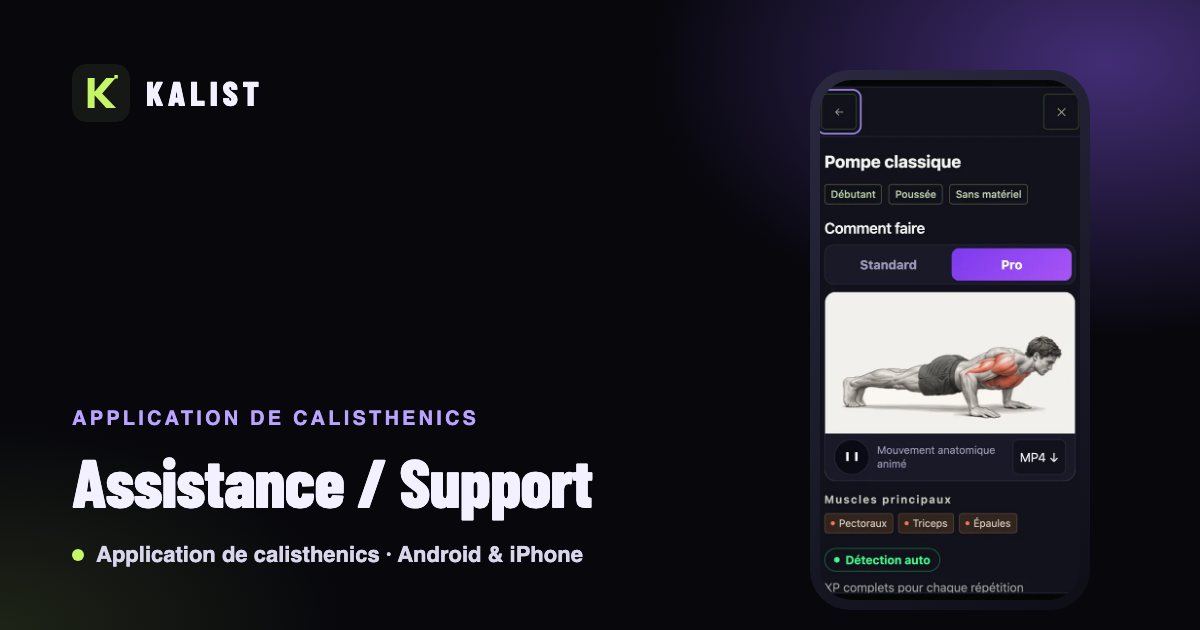 KALIST
APPLICATION DE CALISTHENICS
Assistance / Support
Application de calisthenics · Android & iPhone
Pompe classique
Débutant Poussée Sans matériel
Comment faire
Standard Pro
Mouvement anatomique
animé
MP4 ↓
Muscles principaux
Pectoraux Triceps Épaules
Détection auto
XP complets pour chaque répétition